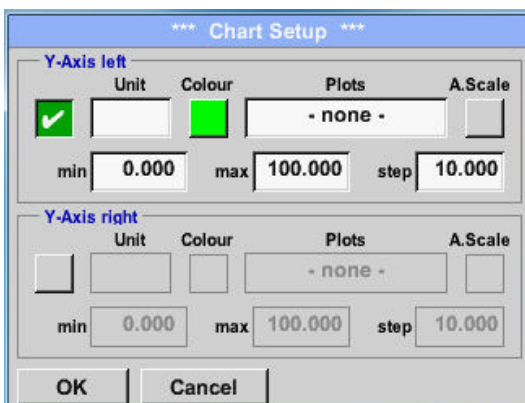 *** Chart Setup ***
Y-Axis left
Unit Colour Plots A.Scale
- none -
min 0.000 max 100.000 step 10.000
Y-Axis right
Unit Colour Plots A.Scale
- none -
min 0.000 max 100.000 step 10.000
OK Cancel